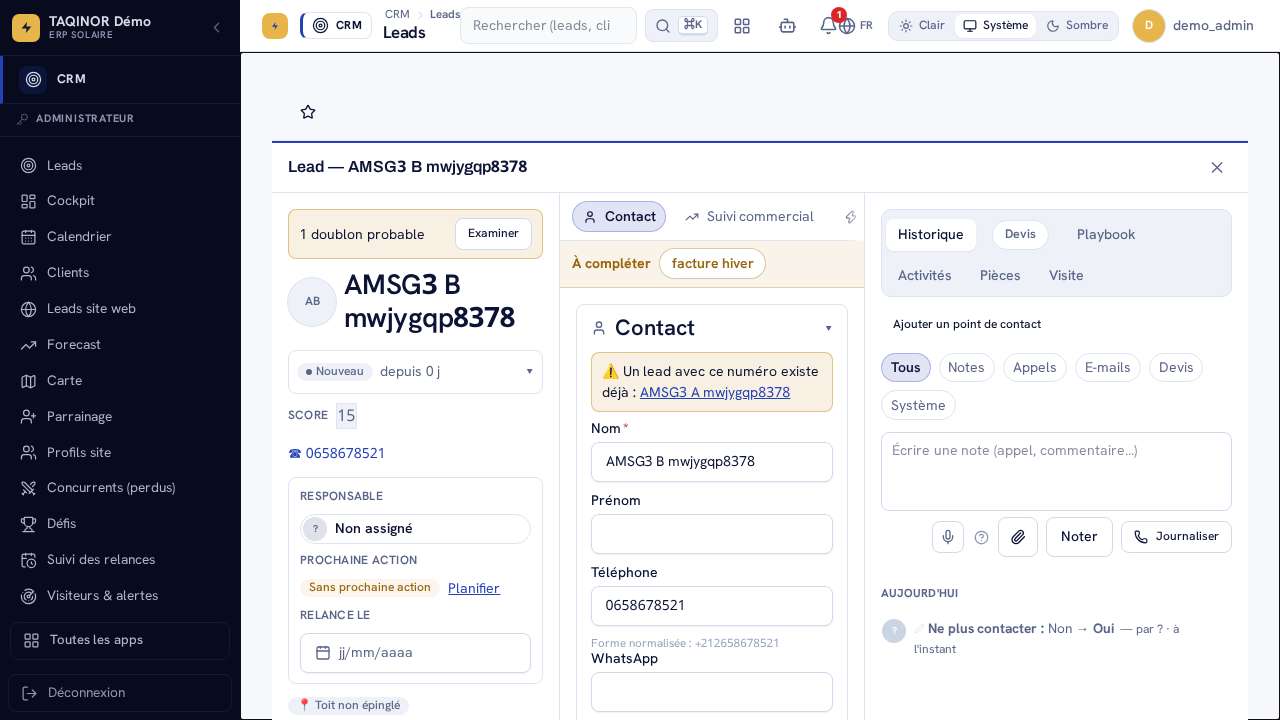 TAQINOR Démo
ERP SOLAIRE
CRM
ADMINISTRATEUR
Leads
Cockpit
Calendrier
Clients
Leads site web
Forecast
Carte
Parrainage
Profils site
Concurrents (perdus)
Défis
Suivi des relances
Visiteurs & alertes
Toutes les apps
Déconnexion
CRM
CRM › Leads
Leads
Rechercher (leads, cli
⌘K
1
FR
Clair
Système
Sombre
D
demo_admin
Lead — AMSG3 B mwjygqp8378
1 doublon probable
Examiner
AB
AMSG3 B
mwjygqp8378
Nouveau
depuis 0 j
SCORE 15
☎ 0658678521
RESPONSABLE
? Non assigné
PROCHAINE ACTION
Sans prochaine action Planifier
RELANCE LE
jj/mm/aaaa
📍 Toit non épinglé
Contact
Suivi commercial
À compléter
facture hiver
Contact
⚠️ Un lead avec ce numéro existe
déjà : AMSG3 A mwjygqp8378
Nom *
AMSG3 B mwjygqp8378
Prénom
Téléphone
0658678521
Forme normalisée : +212658678521
WhatsApp
Historique
Devis
Playbook
Activités
Pièces
Visite
Ajouter un point de contact
Tous
Notes
Appels
E-mails
Devis
Système
Écrire une note (appel, commentaire…)
Noter
Journaliser
AUJOURD'HUI
? Ne plus contacter : Non → Oui — par ? · à
l'instant